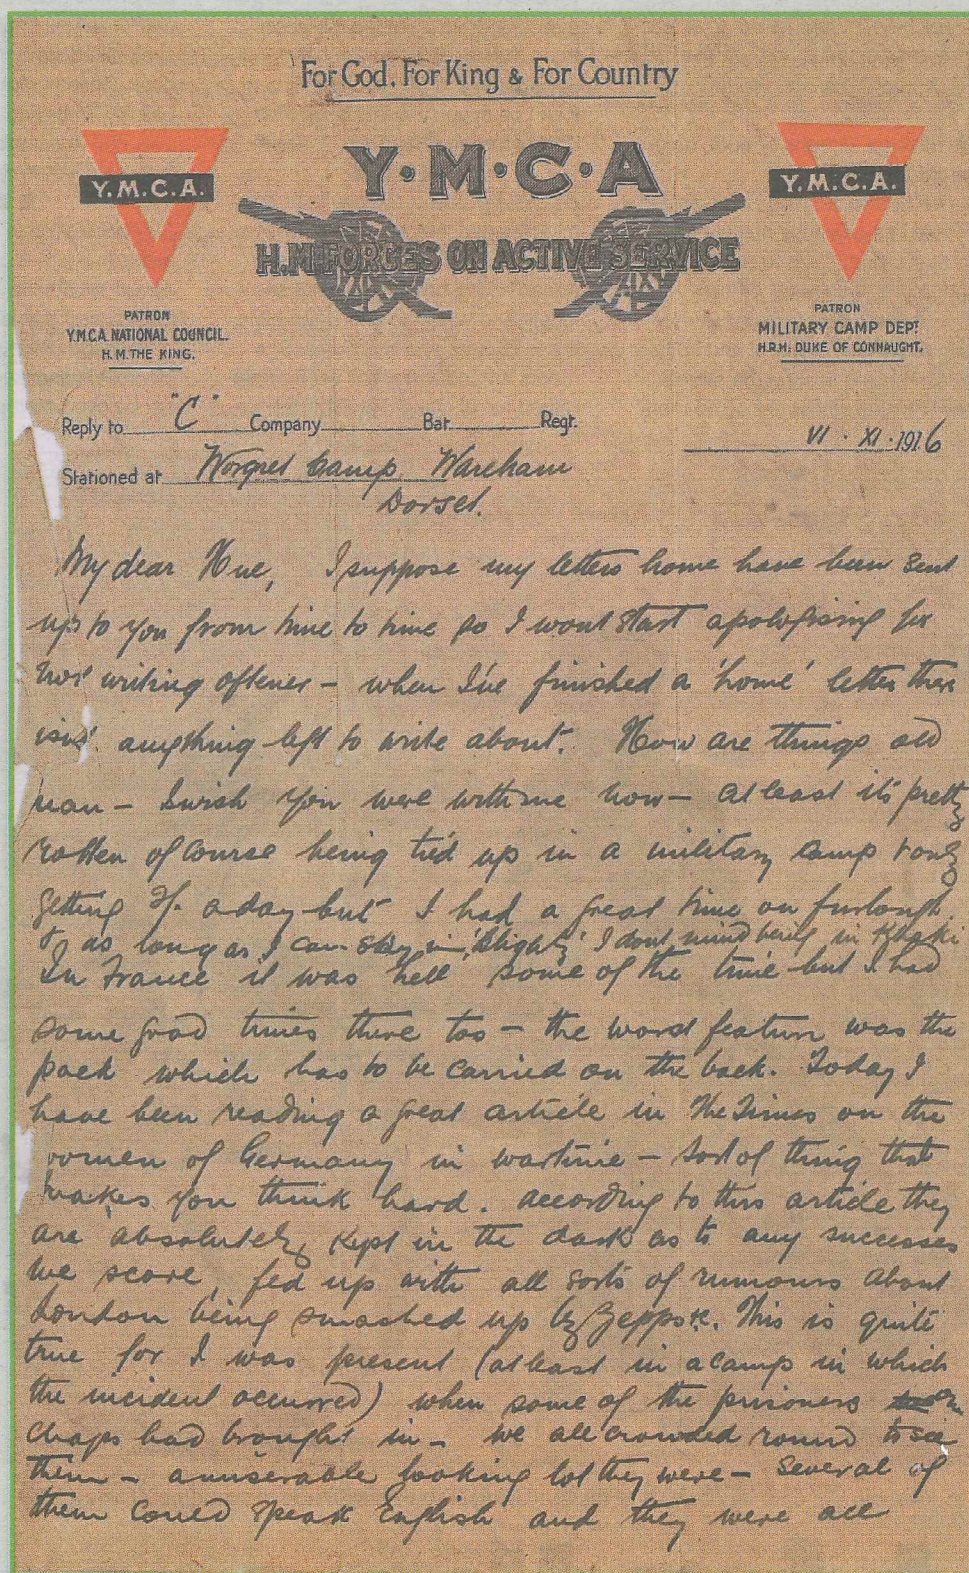 For God, For King & For Country
Y.M.C.A.
Y.M.C.A
Y.M.C.A.
H.M FORCES ON ACTIVE SERVICE
PATRON
Y.M.C.A. NATIONAL COUNCIL.
H.M. THE KING.
PATRON
MILITARY CAMP DEPT.
H.R.H. DUKE OF CONNAUGHT.
Reply to "C" Company Bat. Regt.
VI . XI . 1916
Stationed at Worgret Camp Wareham
Dorset.
My dear Hue, I suppose my letters home have been sent
up to you from time to time so I wont start apologising for
not writing oftener - when I've finished a 'home' letter there
isn't anything left to write about. How are things old
man - I wish you were with me now - at least it's pretty
rotten of course being tied up in a military camp & only
getting 1/- a day but I had a great time on furlough
& as long as I can stay in 'Blighty' I dont mind being in Khaki
In France it was hell some of the time but I had
some good times there too - the worst feature was the
pack which has to be carried on the back. Today I
have been reading a great article in The Times on the
women of Germany in wartime - sort of thing that
makes you think hard. according to this article they
are absolutely kept in the dark as to any successes
we score, fed up with all sorts of rumours about
London being smashed up by Zepps &c. This is quite
true for I was present (at least in a camp in which
the incident occurred) when some of the prisoners our
chaps had brought in - we all crowded round to see
them - a miserable looking lot they were - several of
them could speak English and they were all